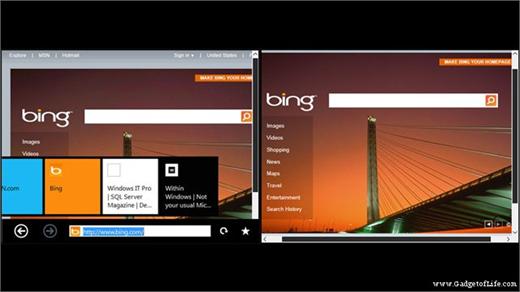 Explore | MSN | Hotmail
Sign in | United States |
MAKE BING YOUR HOME
bing
Images
Videos
N.com
Bing
Windows IT Pro
| SQL Server
Magazine | De...
Within
Windows | Not
your usual Mic...
http://www.bing.com/
MAKE BING YOUR HOMEPAGE
bing
Images
Videos
Shopping
News
Maps
Travel
Entertainment
Search History
www.GadgetofLife.com